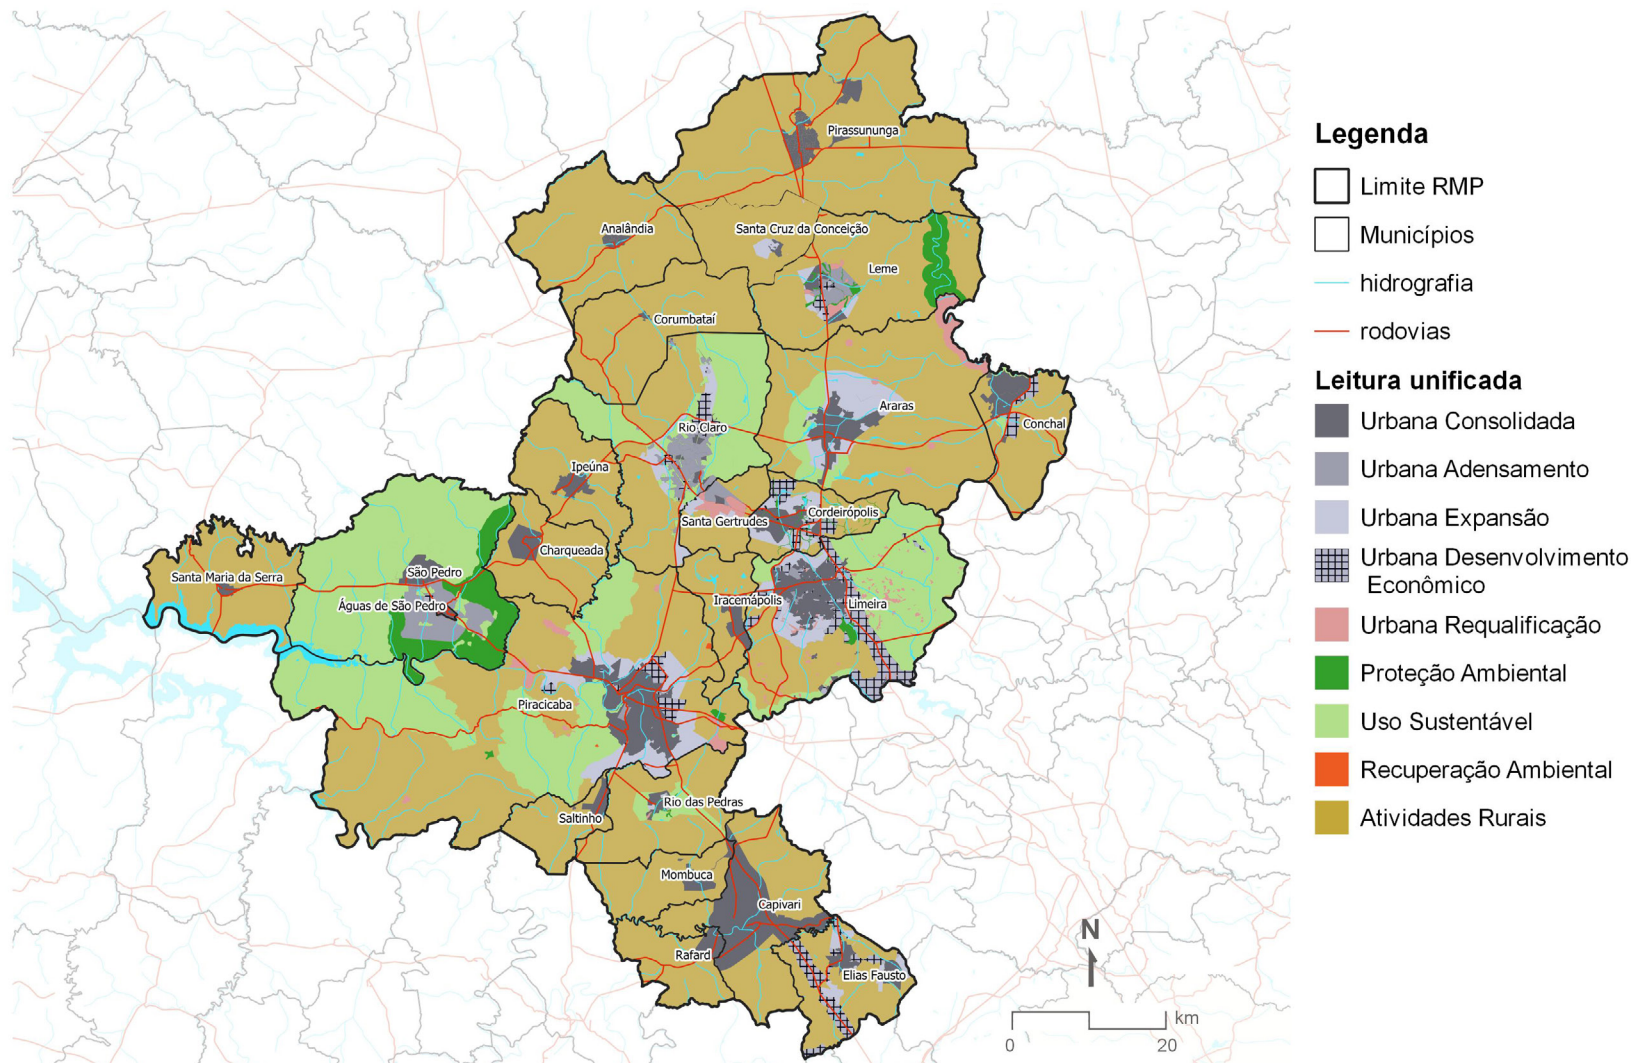 Pirassununga
Analândia
Santa Cruz da Conceição
Leme
Corumbataí
Araras
Rio Claro
Conchal
Ipeúna
Santa Gertrudes
Cordeirópolis
Charqueada
São Pedro
Santa Maria da Serra
Águas de São Pedro
Iracemápolis
Limeira
Piracicaba
Rio das Pedras
Saltinho
Mombuca
Capivari
Rafard
Elias Fausto
N
km
0
20
Legenda
Limite RMP
Municípios
hidrografia
rodovias
Leitura unificada
Urbana Consolidada
Urbana Adensamento
Urbana Expansão
Urbana Desenvolvimento
Econômico
Urbana Requalificação
Proteção Ambiental
Uso Sustentável
Recuperação Ambiental
Atividades Rurais